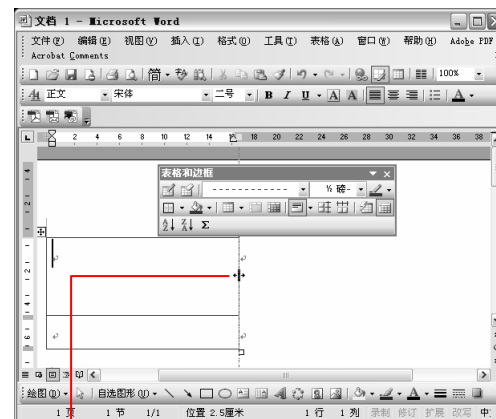 文档 1 - Microsoft Word
文件(F) 编辑(E) 视图(V) 插入(I) 格式(O) 工具(T) 表格(A) 窗口(W) 帮助(H) Adobe PDF
Acrobat Comments
简 100%
4A 正文 宋体 二号 B I U A A A
L 2 4 6 8 10 12 14 16 18 20 22 24 26 28 30 32 34 36 38
表格和边框
½ 磅
A Z Σ
绘图(D) 自选图形(U) A
1 页 1 节 1/1 位置 2.5厘米 1 行 1 列 录制 修订 扩展 改写 中